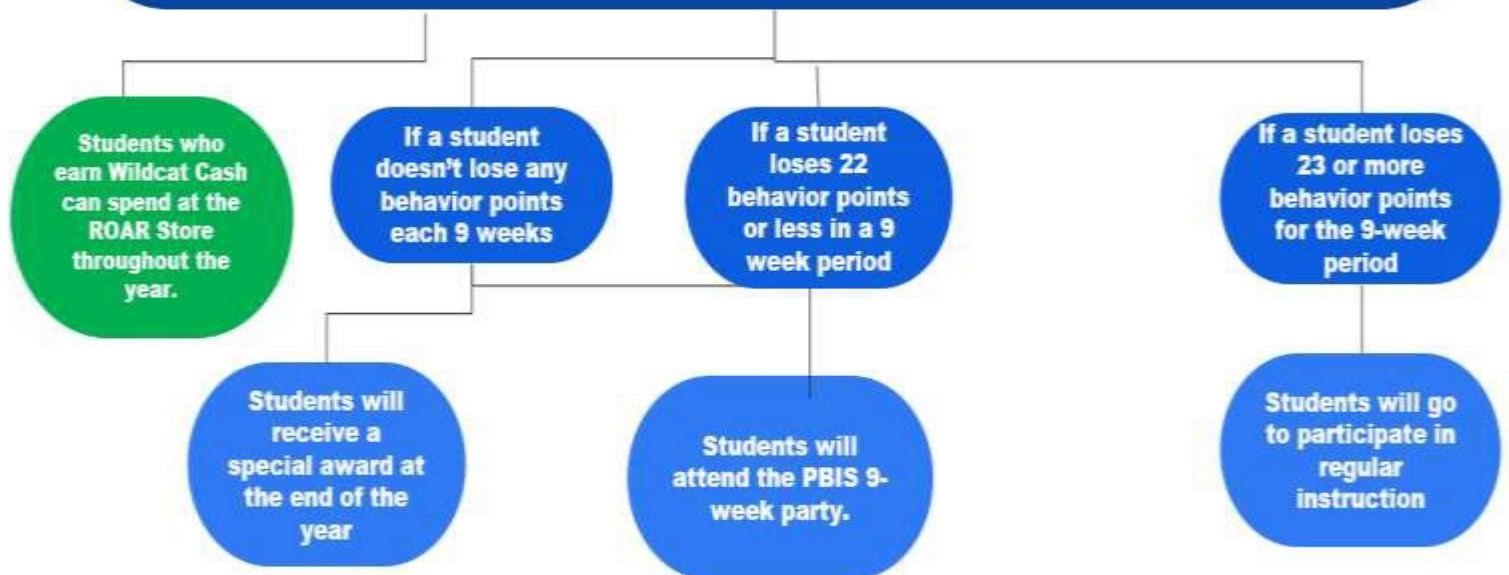 Students who
earn Wildcat Cash
can spend at the
ROAR Store
throughout the
year.
If a student
doesn't lose any
behavior points
each 9 weeks
If a student
loses 22
behavior points
or less in a 9
week period
If a student loses
23 or more
behavior points
for the 9-week
period
Students will
receive a
special award at
the end of the
year
Students will
attend the PBIS 9-
week party.
Students will go
to participate in
regular
instruction